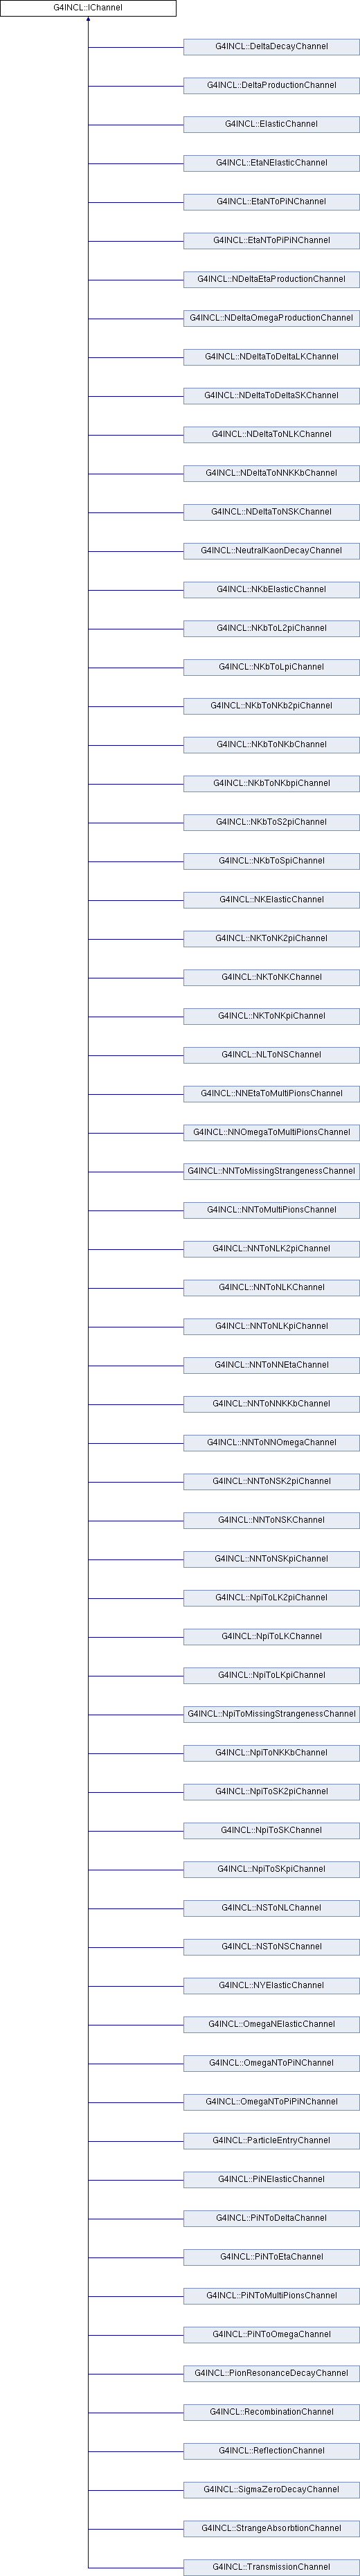 G4INCL::IChannel
G4INCL::DeltaDecayChannel
G4INCL::DeltaProductionChannel
G4INCL::ElasticChannel
G4INCL::EtaNElasticChannel
G4INCL::EtaNToPiNChannel
G4INCL::EtaNToPiPiNChannel
G4INCL::NDeltaEtaProductionChannel
G4INCL::NDeltaOmegaProductionChannel
G4INCL::NDeltaToDeltaLKChannel
G4INCL::NDeltaToDeltaSKChannel
G4INCL::NDeltaToNLKChannel
G4INCL::NDeltaToNNKKbChannel
G4INCL::NDeltaToNSKChannel
G4INCL::NeutralKaonDecayChannel
G4INCL::NKbElasticChannel
G4INCL::NKbToL2piChannel
G4INCL::NKbToLpiChannel
G4INCL::NKbToNKb2piChannel
G4INCL::NKbToNKbChannel
G4INCL::NKbToNKbpiChannel
G4INCL::NKbToS2piChannel
G4INCL::NKbToSpiChannel
G4INCL::NKElasticChannel
G4INCL::NKToNK2piChannel
G4INCL::NKToNKChannel
G4INCL::NKToNKpiChannel
G4INCL::NLToNSChannel
G4INCL::NNEtaToMultiPionsChannel
G4INCL::NNOmegaToMultiPionsChannel
G4INCL::NNToMissingStrangenessChannel
G4INCL::NNToMultiPionsChannel
G4INCL::NNToNLK2piChannel
G4INCL::NNToNLKChannel
G4INCL::NNToNLKpiChannel
G4INCL::NNToNNEtaChannel
G4INCL::NNToNNKKbChannel
G4INCL::NNToNNOmegaChannel
G4INCL::NNToNSK2piChannel
G4INCL::NNToNSKChannel
G4INCL::NNToNSKpiChannel
G4INCL::NpiToLK2piChannel
G4INCL::NpiToLKChannel
G4INCL::NpiToLKpiChannel
G4INCL::NpiToMissingStrangenessChannel
G4INCL::NpiToNKKbChannel
G4INCL::NpiToSK2piChannel
G4INCL::NpiToSKChannel
G4INCL::NpiToSKpiChannel
G4INCL::NSToNLChannel
G4INCL::NSToNSChannel
G4INCL::NYElasticChannel
G4INCL::OmegaNElasticChannel
G4INCL::OmegaNToPiNChannel
G4INCL::OmegaNToPiPiNChannel
G4INCL::ParticleEntryChannel
G4INCL::PiNElasticChannel
G4INCL::PiNToDeltaChannel
G4INCL::PiNToEtaChannel
G4INCL::PiNToMultiPionsChannel
G4INCL::PiNToOmegaChannel
G4INCL::PionResonanceDecayChannel
G4INCL::RecombinationChannel
G4INCL::ReflectionChannel
G4INCL::SigmaZeroDecayChannel
G4INCL::StrangeAbsorbtionChannel
G4INCL::TransmissionChannel